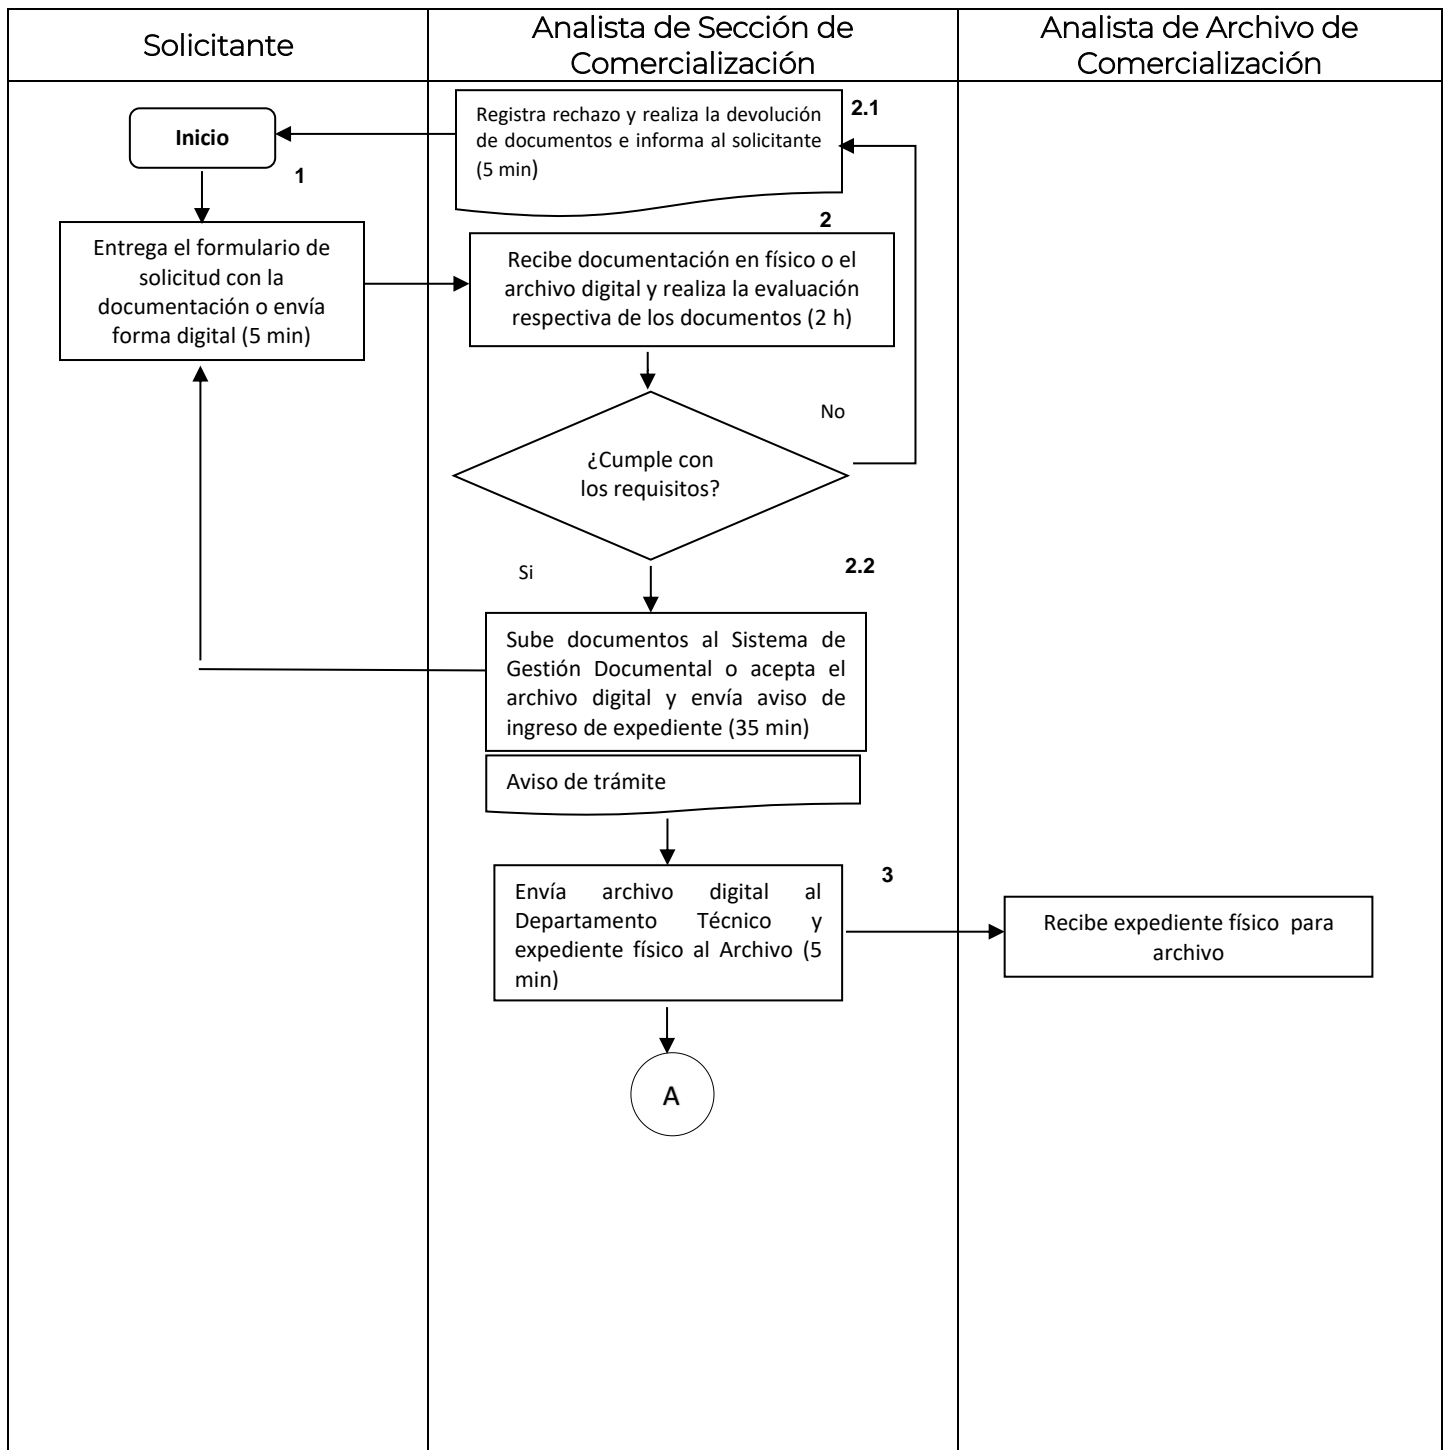 Solicitante
Analista de Sección de
Comercialización
Analista de Archivo de
Comercialización
Inicio
Registra rechazo y realiza la devolución
de documentos e informa al solicitante
(5 min)
2.1
1
Entrega el formulario de
solicitud con la
documentación o envía
forma digital (5 min)
2
Recibe documentación en físico o el
archivo digital y realiza la evaluación
respectiva de los documentos (2 h)
No
¿Cumple con
los requisitos?
Si
2.2
Sube documentos al Sistema de
Gestión Documental o acepta el
archivo digital y envía aviso de
ingreso de expediente (35 min)
Aviso de trámite
3
Envía archivo digital al
Departamento Técnico y
expediente físico al Archivo (5
min)
Recibe expediente físico para
archivo
A